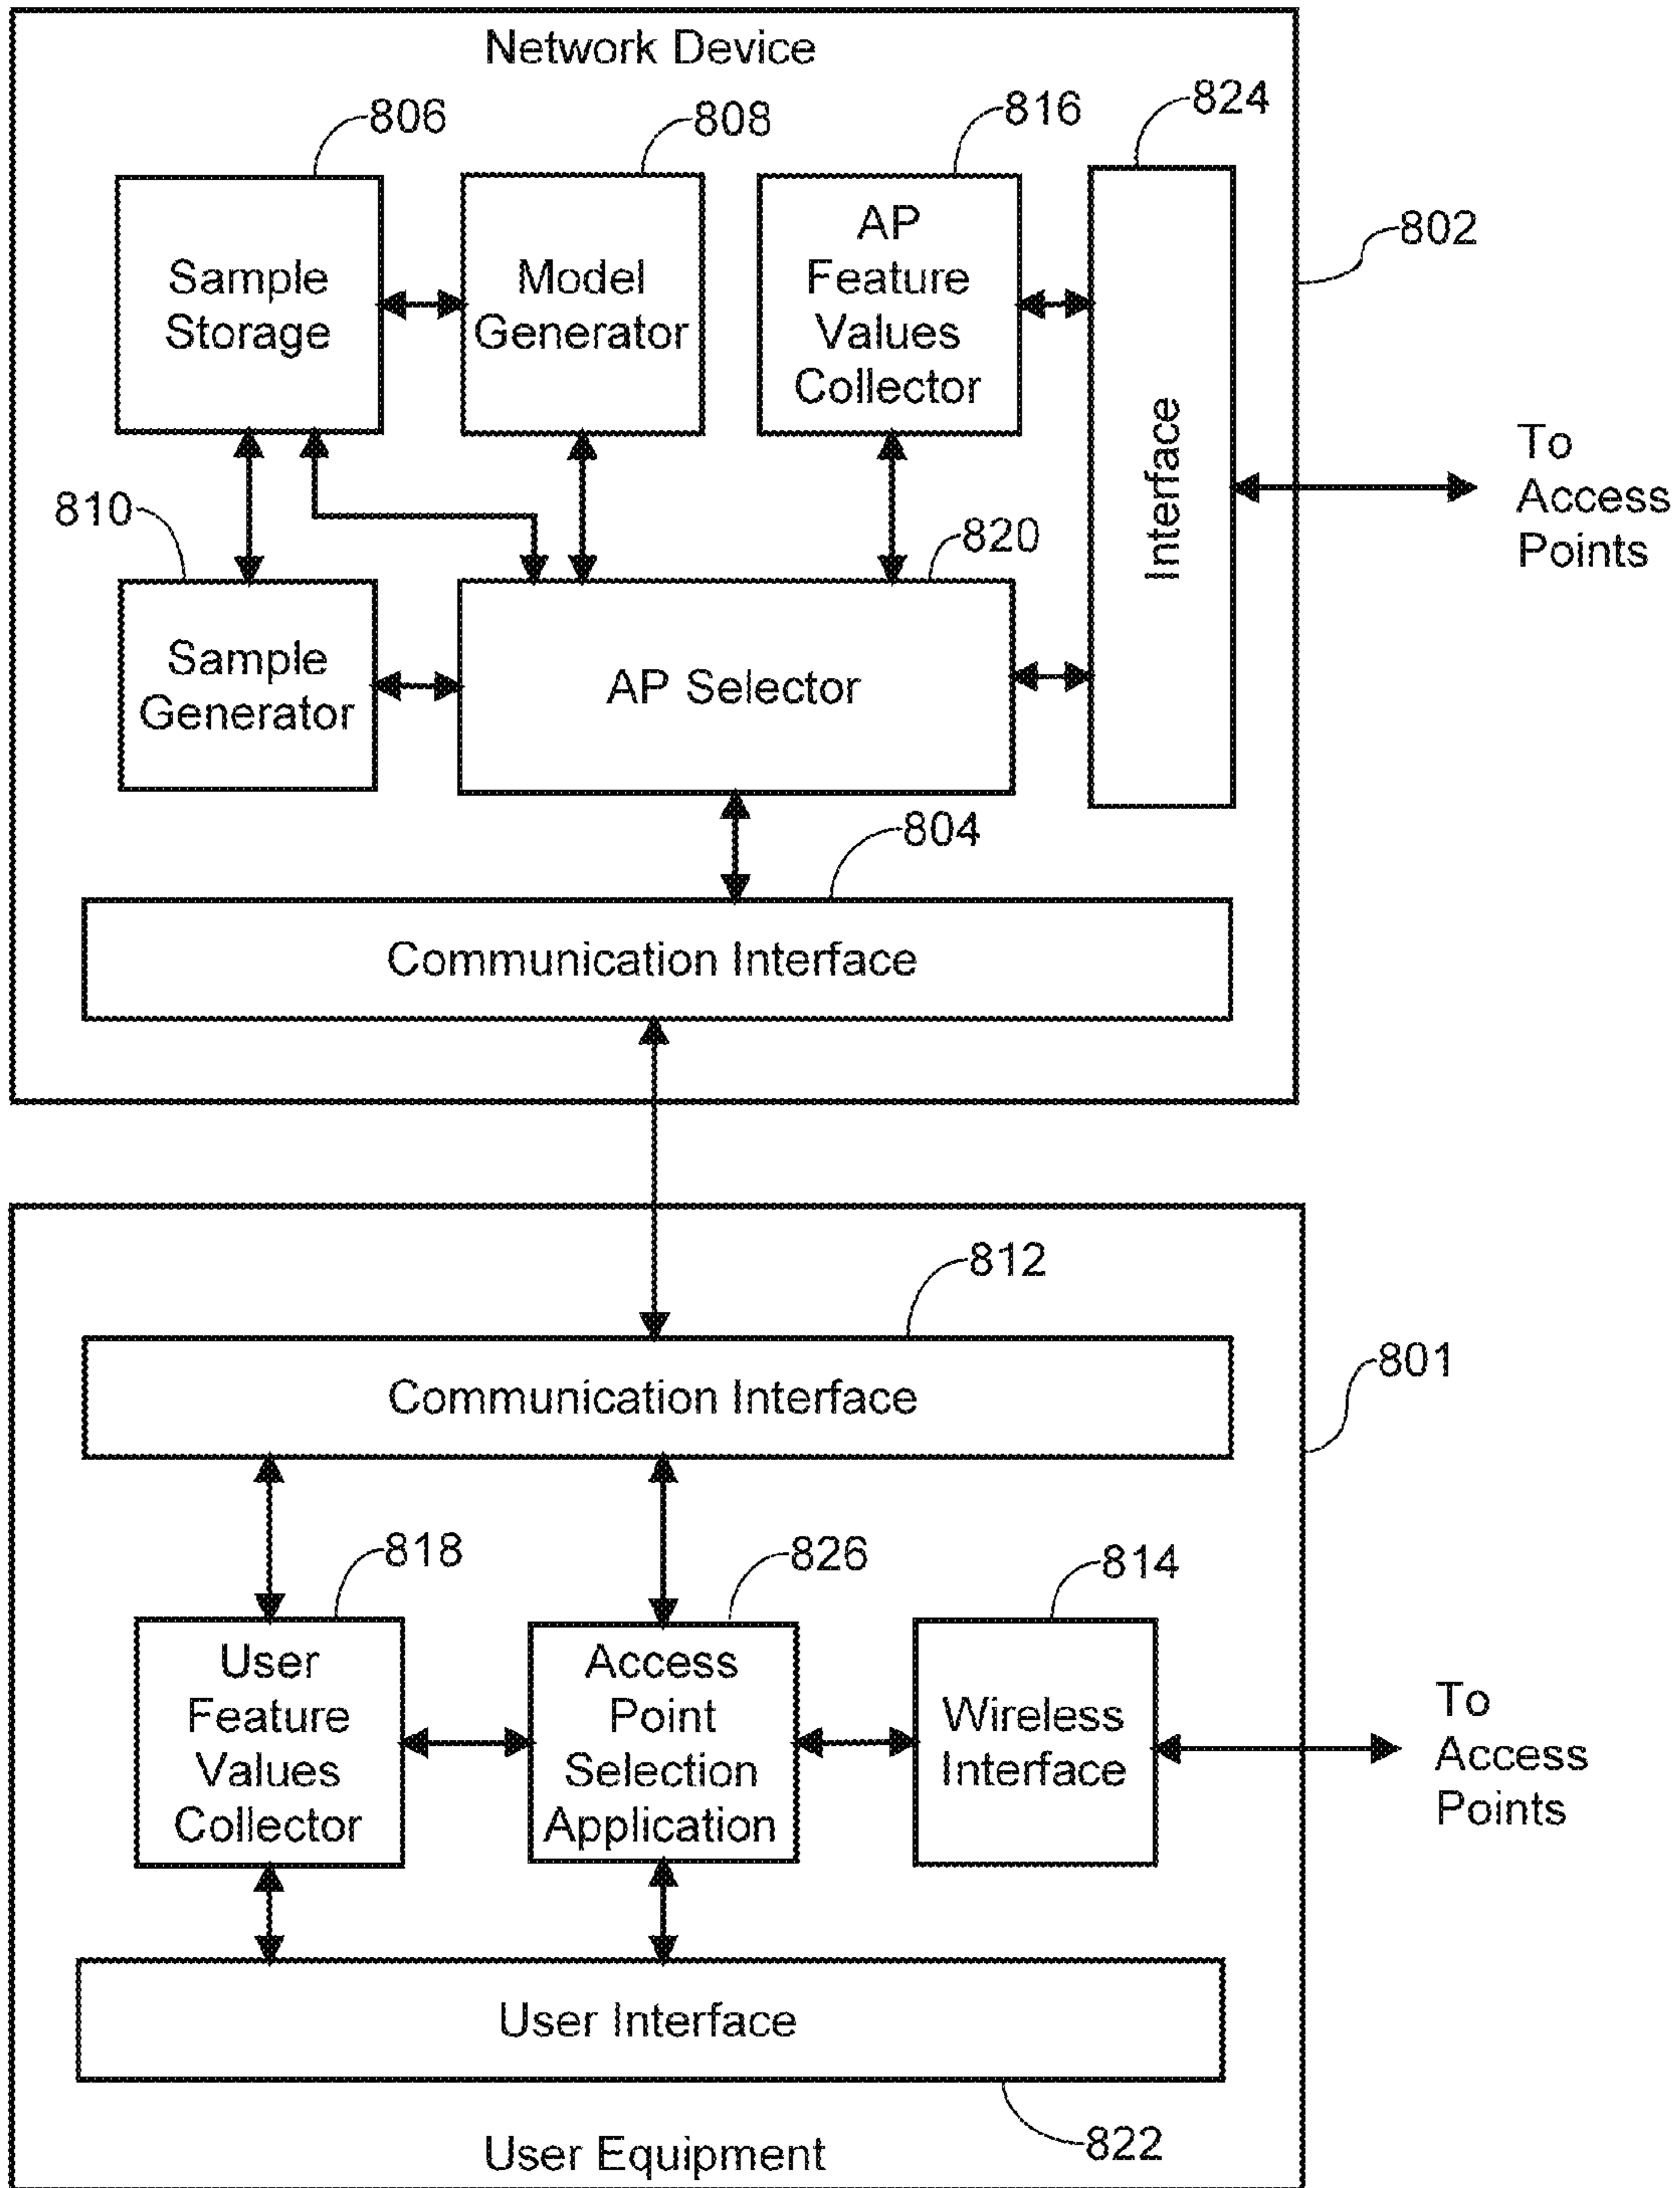 Network Device
806
808
816
824
802
Sample
Storage
Model
Generator
AP
Feature
Values
Collector
Interface
To
Access
Points
810
820
Sample
Generator
AP Selector
804
Communication Interface
812
801
Communication Interface
818
826
814
User
Feature
Values
Collector
Access
Point
Selection
Application
Wireless
Interface
To
Access
Points
User Interface
822
User Equipment